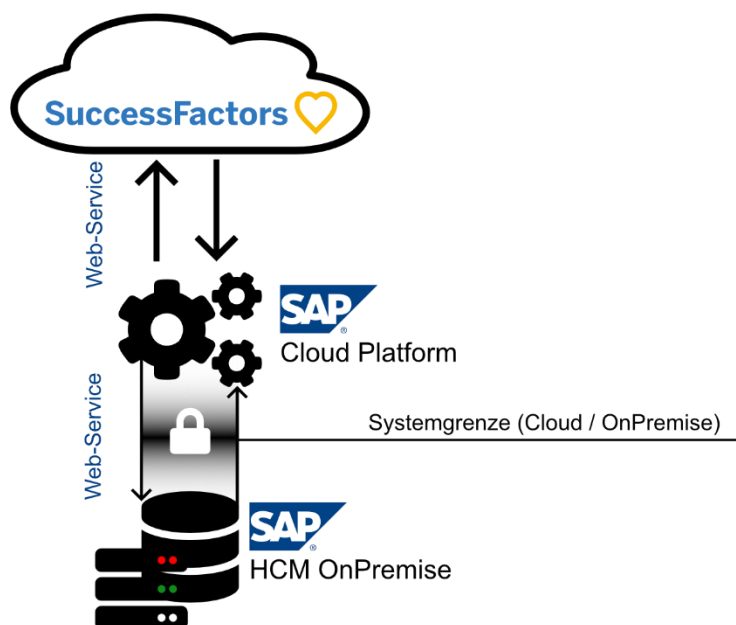 SuccessFactors
Web-Service
SAP®
Cloud Platform
Web-Service
Systemgrenze (Cloud / OnPremise)
SAP®
HCM OnPremise